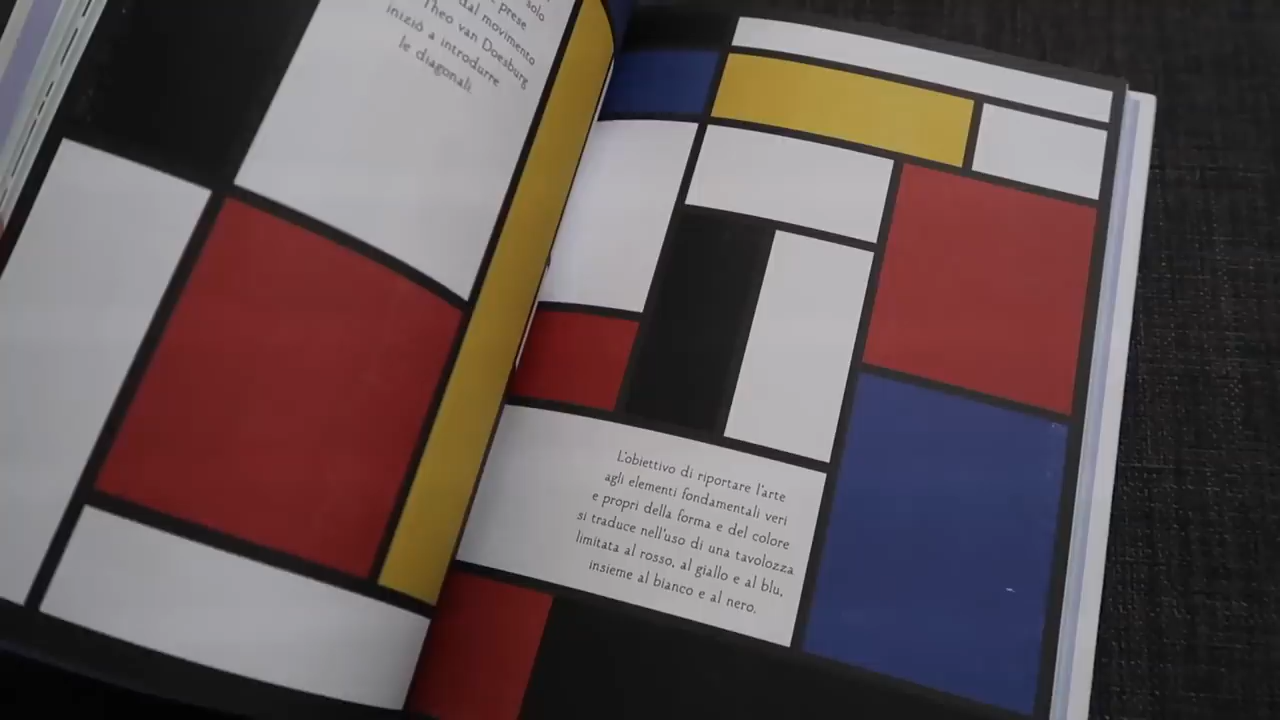 solo
prese
dal movimento
Theo van Doesburg
iniziò a introdurre
le diagonali.
L'obiettivo di riportare l'arte
agli elementi fondamentali veri
e propri della forma e del colore
si traduce nell'uso di una tavolozza
limitata al rosso, al giallo e al blu,
insieme al bianco e al nero.